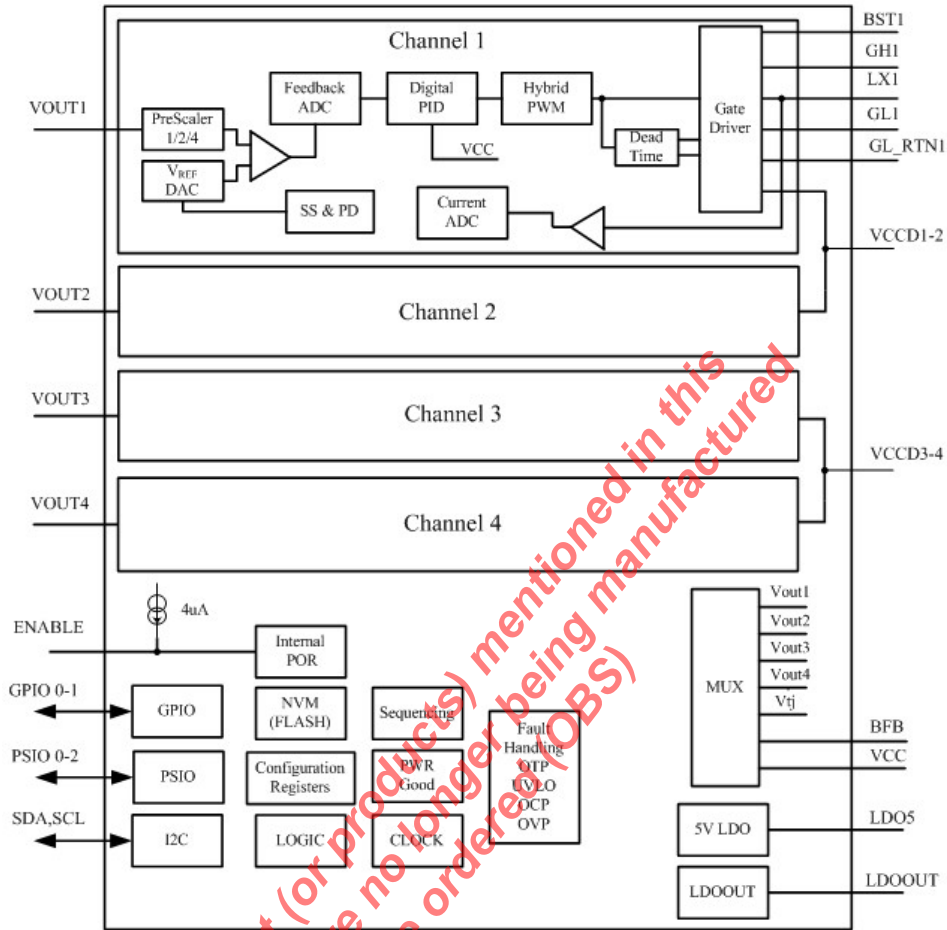 Channel 1
BST1
GH1
LX1
GL1
GL_RTN1
VCCD1-2
VOUT1
PreScaler
1/2/4
VREF
DAC
Feedback
ADC
Digital
PID
VCC
Hybrid
PWM
Dead
Time
Gate
Driver
SS & PD
Current
ADC
VOUT2
Channel 2
VOUT3
Channel 3
VCCD3-4
VOUT4
Channel 4
4uA
ENABLE
Internal
POR
GPIO 0-1
GPIO
NVM
(FLASH)
Sequencing
PSIO 0-2
PSIO
Configuration
Registers
PWR
Good
SDA,SCL
I2C
LOGIC
CLOCK
Fault
Handling
OTP
UVLO
OCP
OVP
MUX
Vout1
Vout2
Vout3
Vout4
Vtj
BFB
VCC
5V LDO
LDO5
LDOOUT
LDOOUT
(or products) mentioned in this
no longer being manufactured
ordered (OBS)